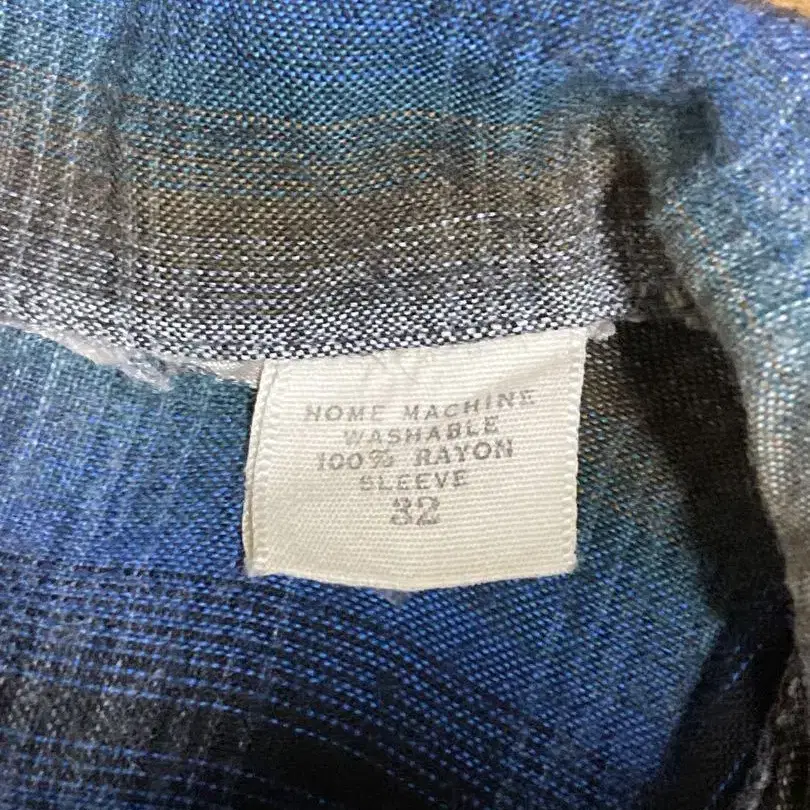 HOME MACHINE
WASHABLE
100% RAYON
SLEEVE
32